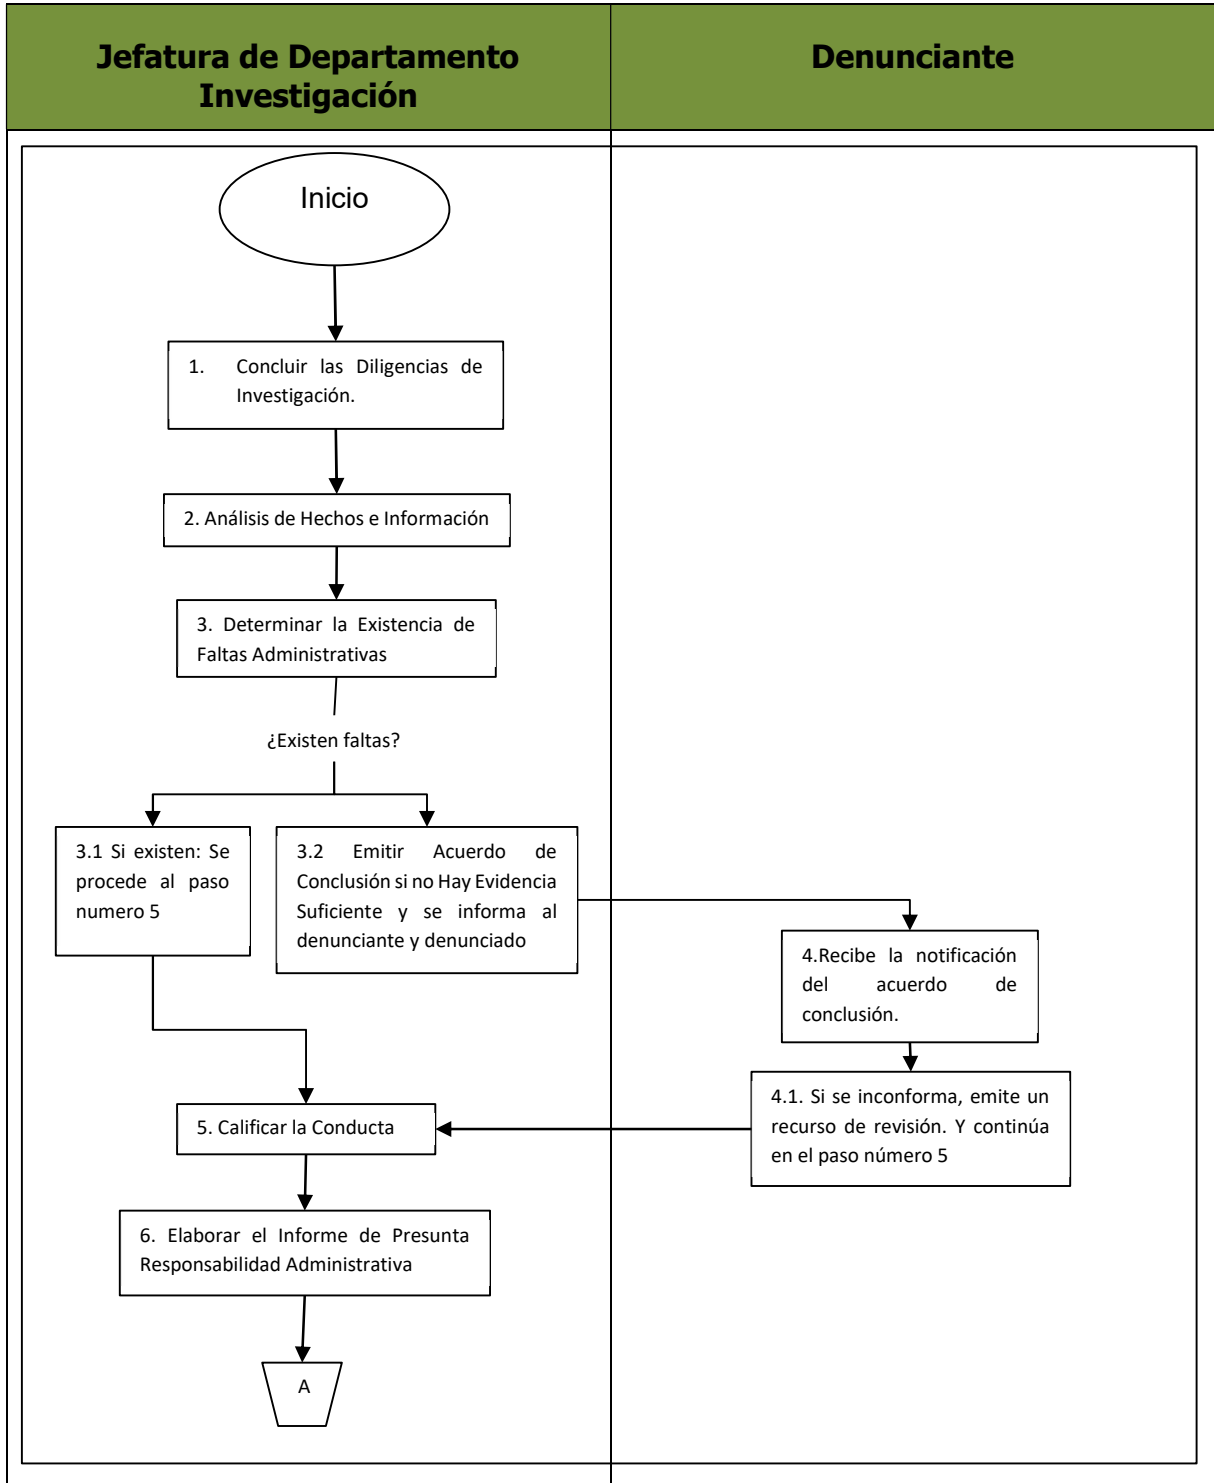 Jefatura de Departamento
Investigación
Denunciante
Inicio
1. Concluir las Diligencias de
Investigación.
2. Análisis de Hechos e Información
3. Determinar la Existencia de
Faltas Administrativas
¿Existen faltas?
3.1 Si existen: Se
procede al paso
numero 5
3.2 Emitir Acuerdo de
Conclusión si no Hay Evidencia
Suficiente y se informa al
denunciante y denunciado
4.Recibe la notificación
del acuerdo de
conclusión.
4.1. Si se inconforma, emite un
recurso de revisión. Y continúa
en el paso número 5
5. Calificar la Conducta
6. Elaborar el Informe de Presunta
Responsabilidad Administrativa
A